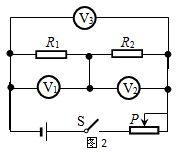 V₃
R₁ R₂
V₁ V₂
S P
图2